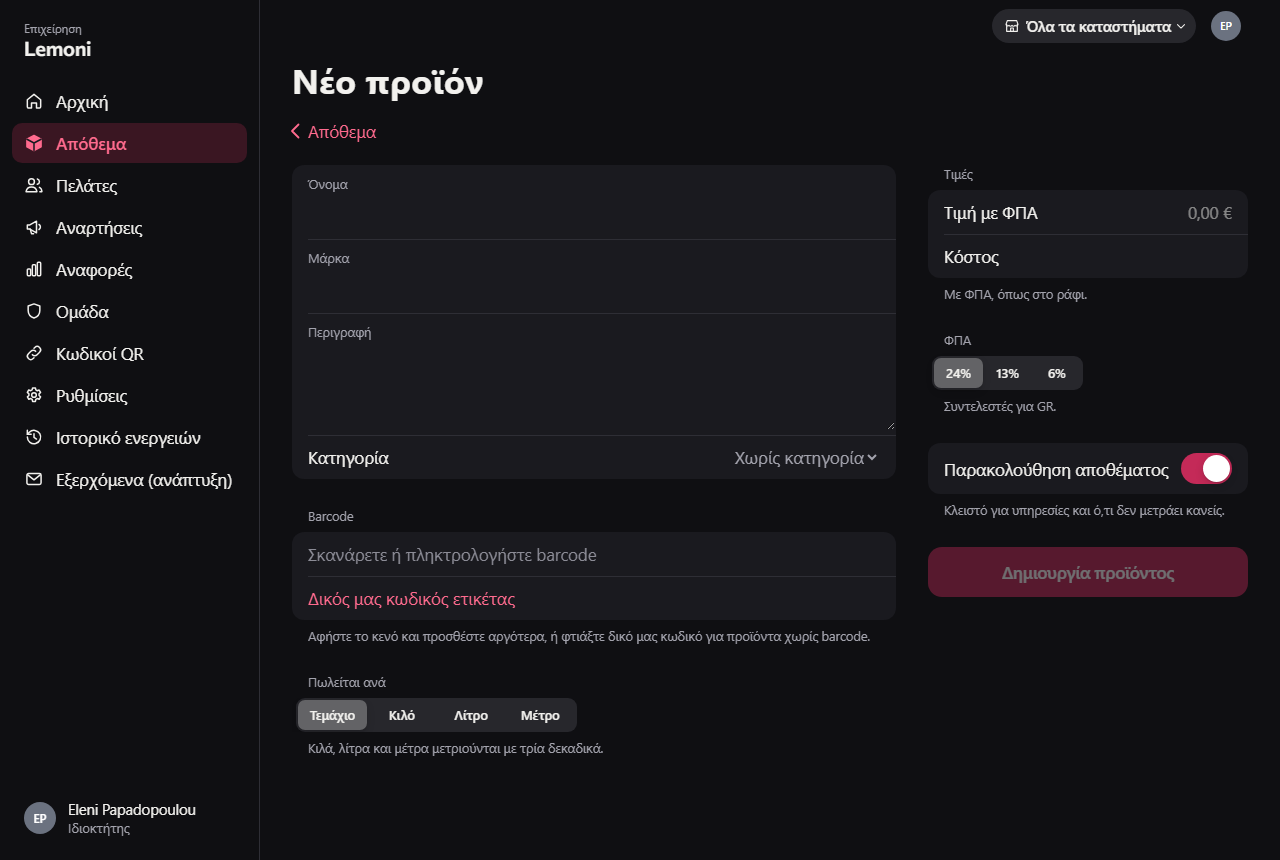 Επιχείρηση
Lemoni
Αρχική
Απόθεμα
Πελάτες
Αναρτήσεις
Αναφορές
Ομάδα
Κωδικοί QR
Ρυθμίσεις
Ιστορικό ενεργειών
Εξερχόμενα (ανάπτυξη)
EP
Eleni Papadopoulou
Ιδιοκτήτης
Όλα τα καταστήματα
EP
Νέο προϊόν
Απόθεμα
Όνομα
Μάρκα
Περιγραφή
Κατηγορία Χωρίς κατηγορία
Barcode
Σκανάρετε ή πληκτρολογήστε barcode
Δικός μας κωδικός ετικέτας
Αφήστε το κενό και προσθέστε αργότερα, ή φτιάξτε δικό μας κωδικό για προϊόντα χωρίς barcode.
Πωλείται ανά
Τεμάχιο Κιλό Λίτρο Μέτρο
Κιλά, λίτρα και μέτρα μετριούνται με τρία δεκαδικά.
Τιμές
Τιμή με ΦΠΑ 0,00 €
Κόστος
Με ΦΠΑ, όπως στο ράφι.
ΦΠΑ
24% 13% 6%
Συντελεστές για GR.
Παρακολούθηση αποθέματος
Κλειστό για υπηρεσίες και ό,τι δεν μετράει κανείς.
Δημιουργία προϊόντος